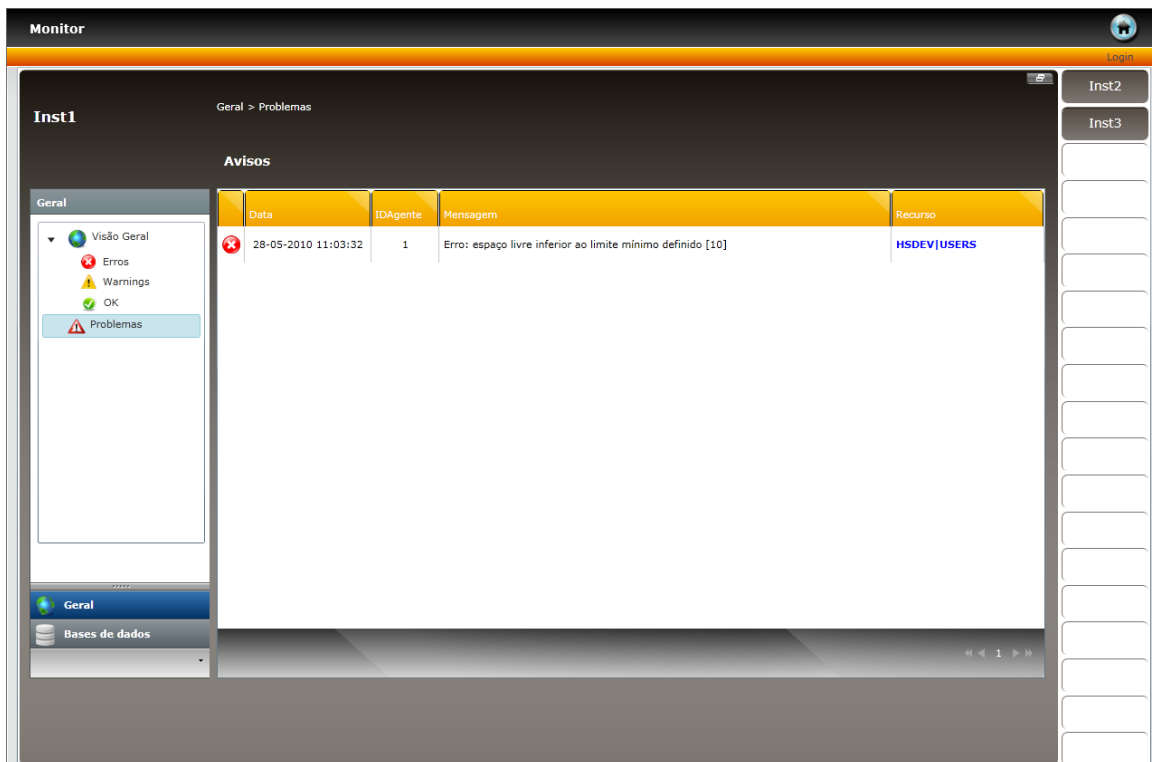 Monitor
Login
Inst2
Inst3
Inst1
Geral > Problemas
Avisos
Geral
Visão Geral
Erros
Warnings
OK
Problemas
Data IDAgente Mensagem Recurso
28-05-2010 11:03:32 1 Erro: espaço livre inferior ao limite mínimo definido [10] HSDEV|USERS
Geral
Bases de dados
1